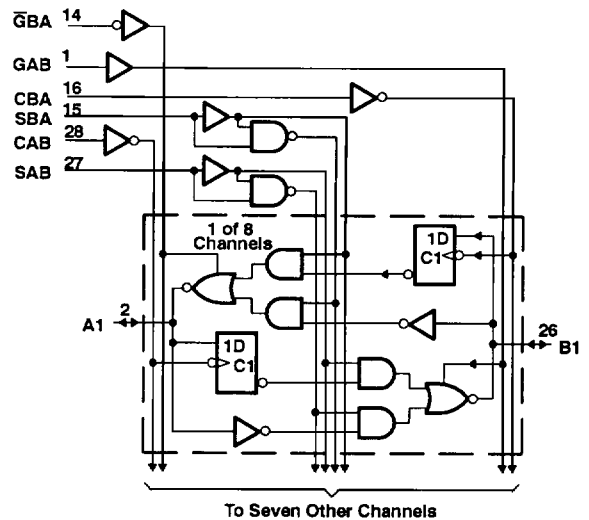 G̅BA 14
GAB 1
CBA 16
SBA 15
CAB 28
SAB 27
1 of 8
Channels
1D
C1
A1 2
26 B1
1D
C1
To Seven Other Channels